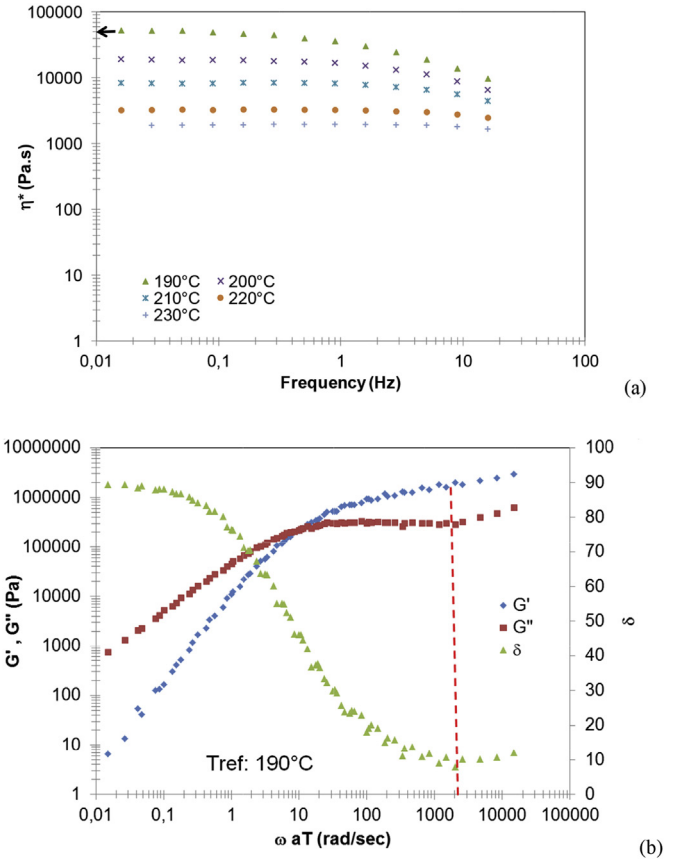 100000
10000
1000
100
10
1
η* (Pa.s)
190°C 200°C
210°C 220°C
230°C
0,01 0,1 1 10 100
Frequency (Hz)
(a)
10000000
1000000
100000
10000
1000
100
10
1
G' , G" (Pa)
100
90
80
70
60
50
40
30
20
10
0
δ
G'
G"
δ
Tref: 190°C
0,01 0,1 1 10 100 1000 10000 100000
ω aT (rad/sec)
(b)